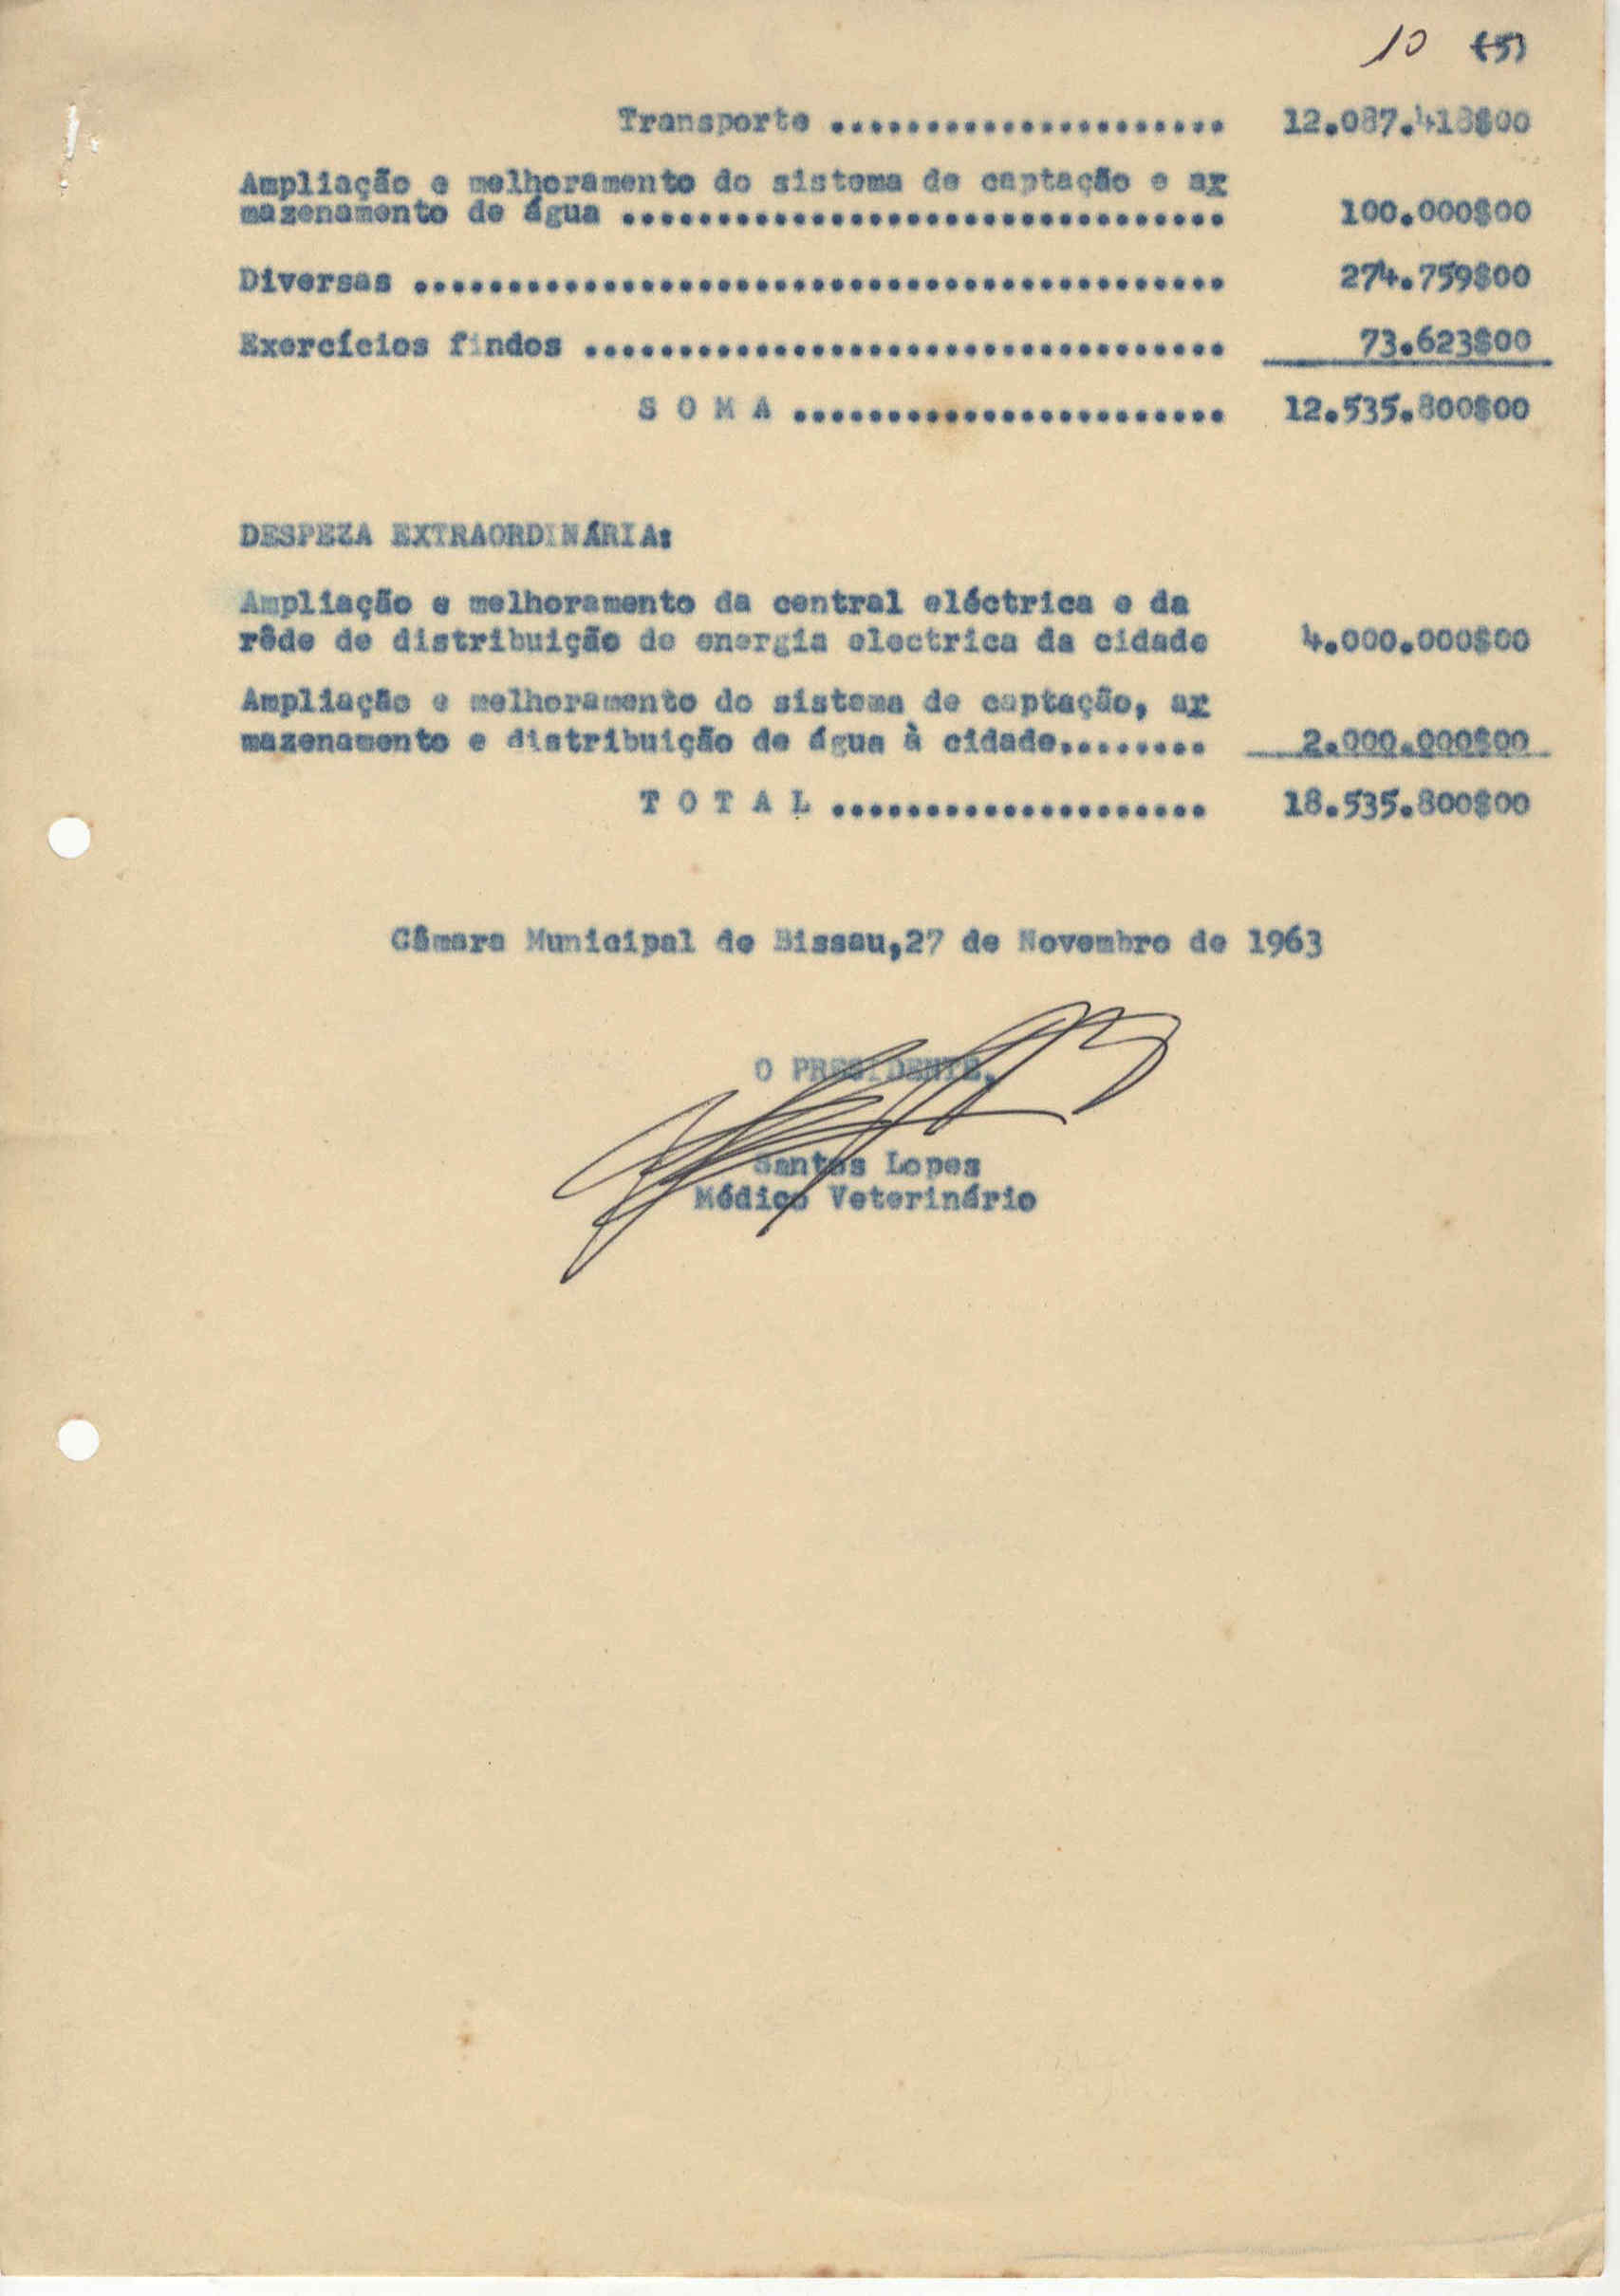 10 (5)
Transporte ..................... 12.087.418$00
Ampliação e melhoramento do sistema de captação e ar
mazenamento de água ................................ 100.000$00
Diversas ........................................... 274.759$00
Exercícios findos .................................. 73.623$00
S O M A ....................... 12.535.800$00
DESPEZA EXTRAORDINÁRIA:
Ampliação e melhoramento da central eléctrica e da
rêde de distribuição de energia electrica da cidade 4.000.000$00
Ampliação e melhoramento do sistema de captação, ar
mazenamento e distribuição de água à cidade........ 2.000.000$00
T O T A L .................... 18.535.800$00
Câmara Municipal de Bissau,27 de Novembro de 1963
O PRESIDENTE,
Santos Lopes
Médico Veterinário